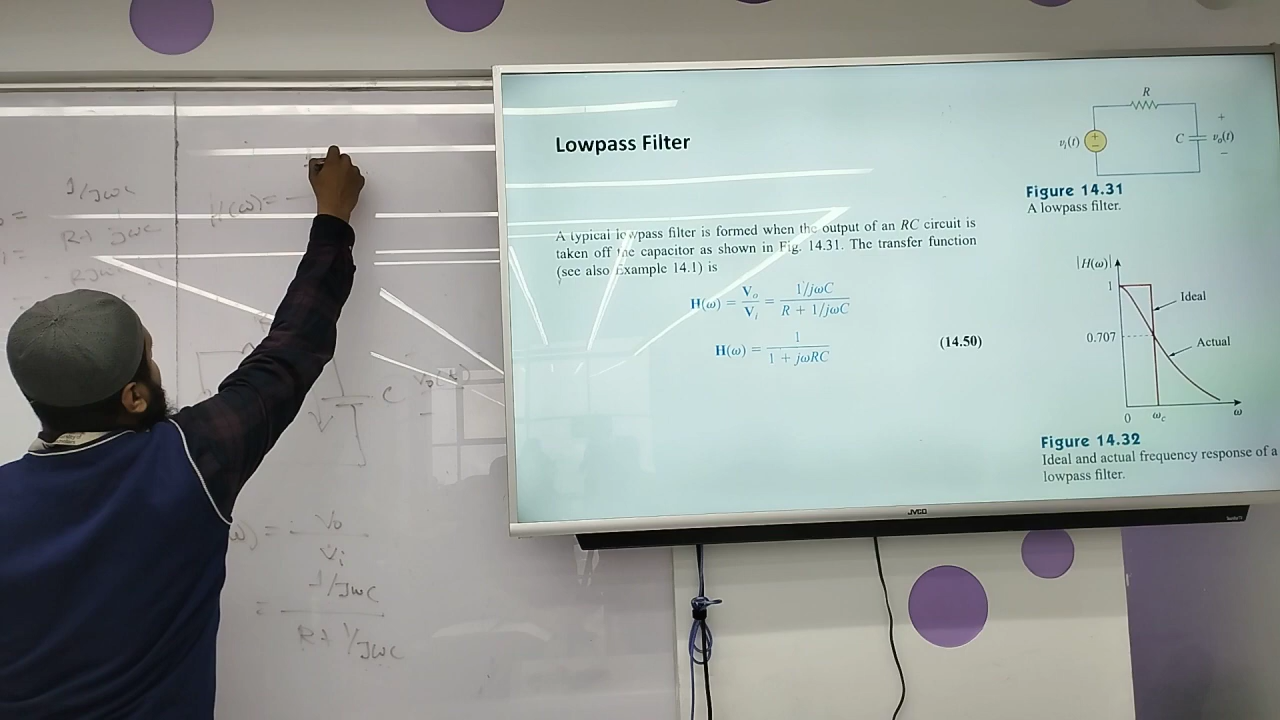 1/jωc
R+ jωc
H(ω) =
C
V₀(t)
V₀
Vᵢ
= 1/jωC
R+ 1/jωC
Lowpass Filter
A typical lowpass filter is formed when the output of an RC circuit is
taken off the capacitor as shown in Fig. 14.31. The transfer function
(see also Example 14.1) is
H(ω) = Vₒ/Vᵢ = (1/jωC)/(R + 1/jωC)
H(ω) = 1/(1 + jωRC) (14.50)
R
vᵢ(t)
+
−
C
+
vₒ(t)
−
Figure 14.31
A lowpass filter.
|H(ω)|
1
Ideal
0.707
Actual
0
ω꜀
ω
Figure 14.32
Ideal and actual frequency response of a
lowpass filter.
JVCO